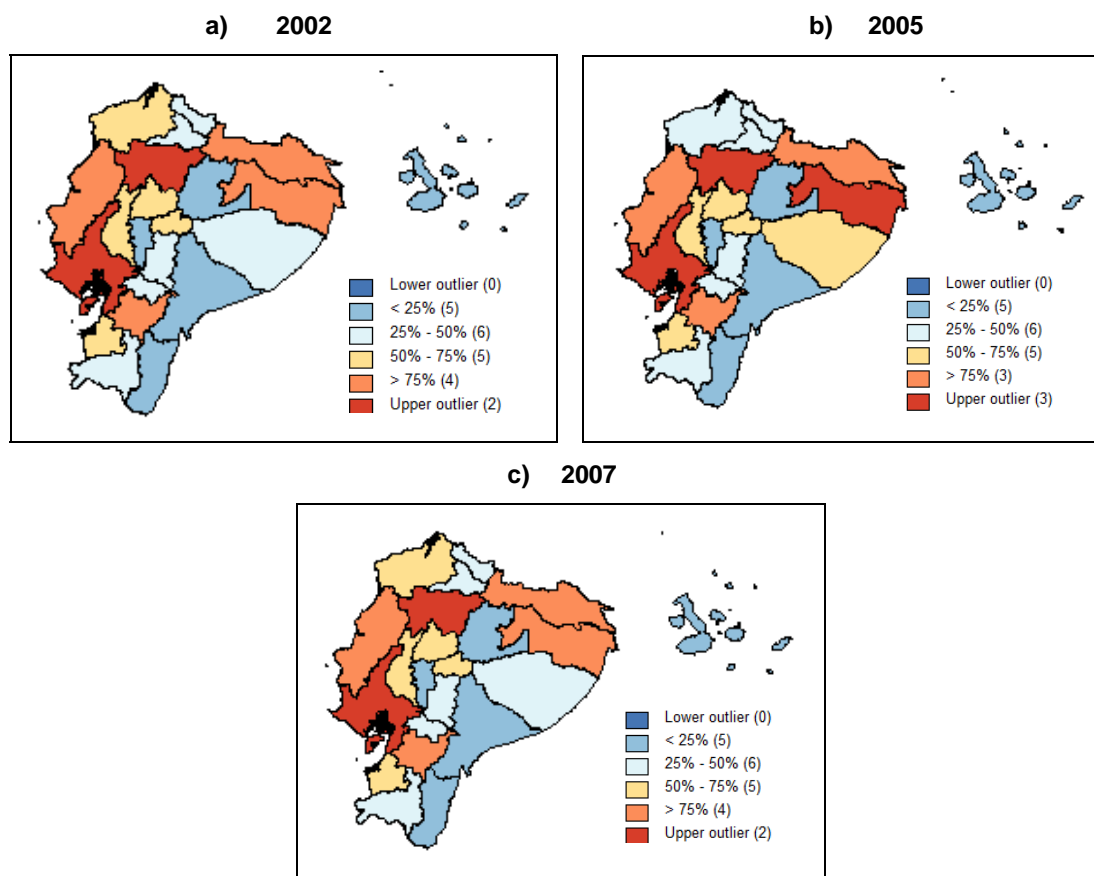 a) 2002
b) 2005
Lower outlier (0)
< 25% (5)
25% - 50% (6)
50% - 75% (5)
> 75% (4)
Upper outlier (2)
Lower outlier (0)
< 25% (5)
25% - 50% (6)
50% - 75% (5)
> 75% (3)
Upper outlier (3)
c) 2007
Lower outlier (0)
< 25% (5)
25% - 50% (6)
50% - 75% (5)
> 75% (4)
Upper outlier (2)